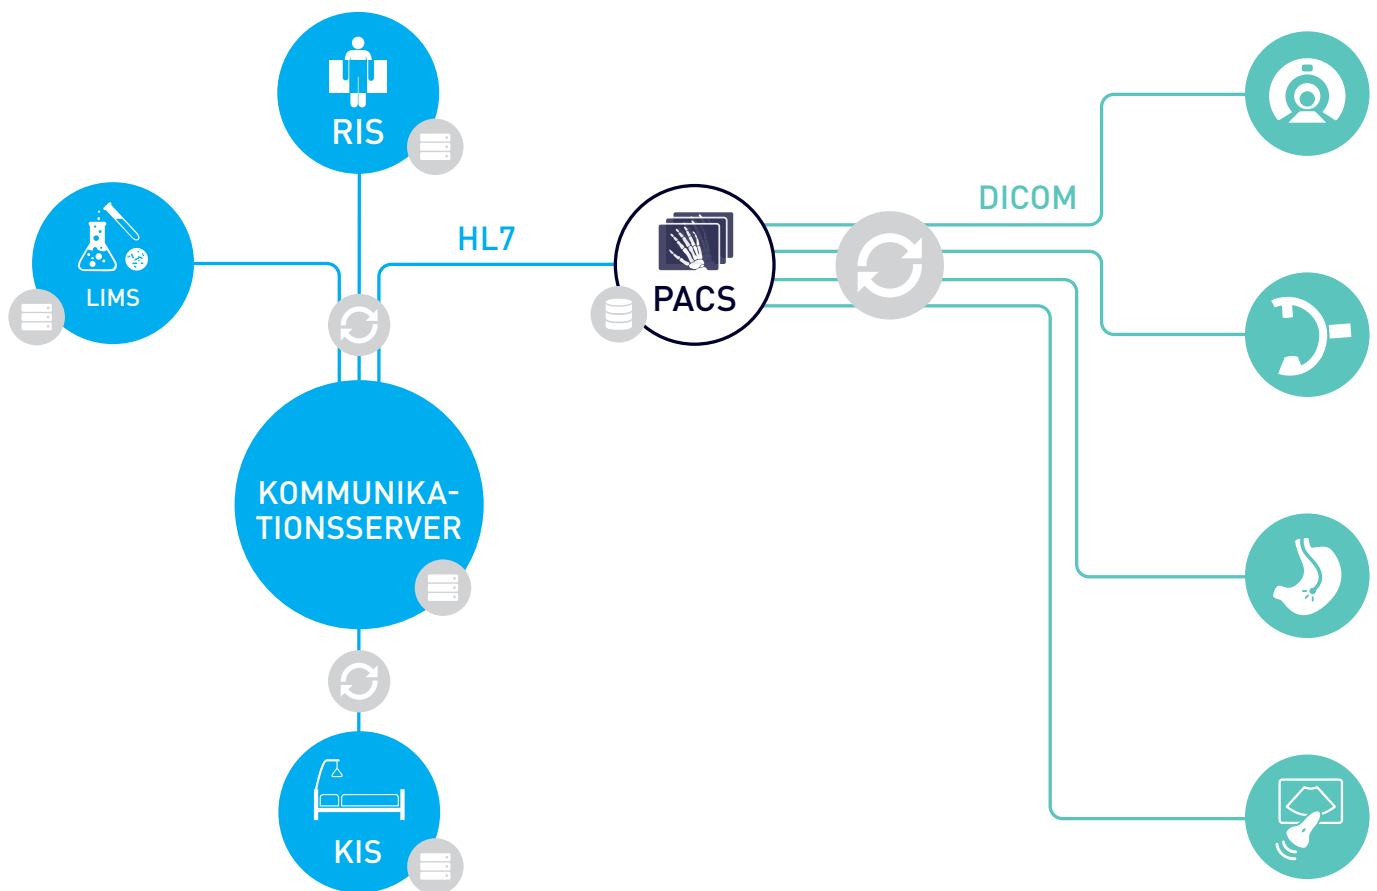 RIS
DICOM
HL7
LIMS
PACS
KOMMUNIKA-
TIONSSERVER
KIS